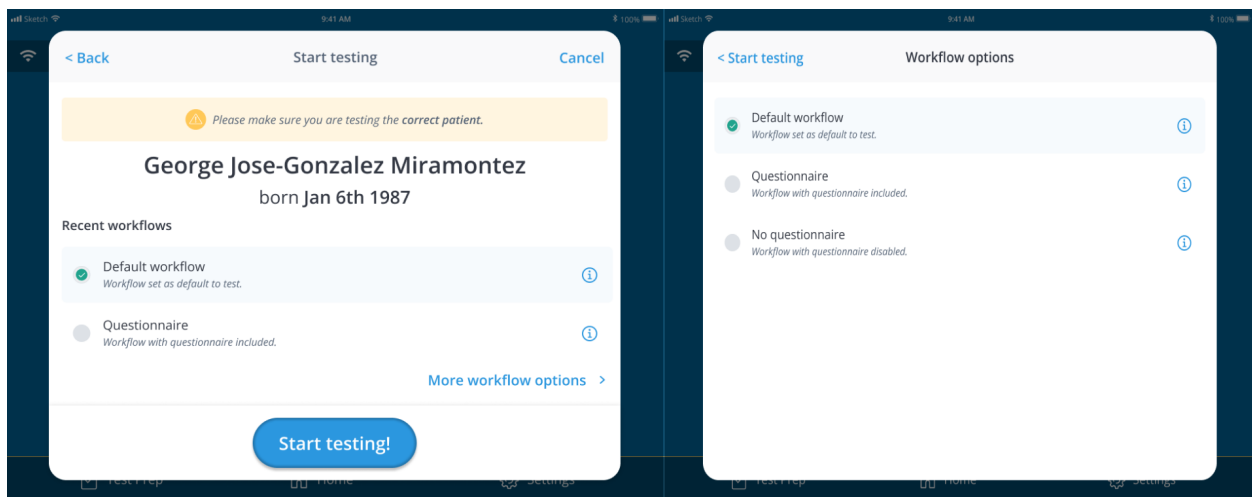 Sketch
9:41 AM
100%
< Back
Start testing
Cancel
Please make sure you are testing the correct patient.
George Jose-Gonzalez Miramontez
born Jan 6th 1987
Recent workflows
Default workflow
Workflow set as default to test.
Questionnaire
Workflow with questionnaire included.
More workflow options >
Start testing!
Test Prep
Home
Settings
Sketch
9:41 AM
100%
< Start testing
Workflow options
Default workflow
Workflow set as default to test.
Questionnaire
Workflow with questionnaire included.
No questionnaire
Workflow with questionnaire disabled.
Test Prep
Home
Settings